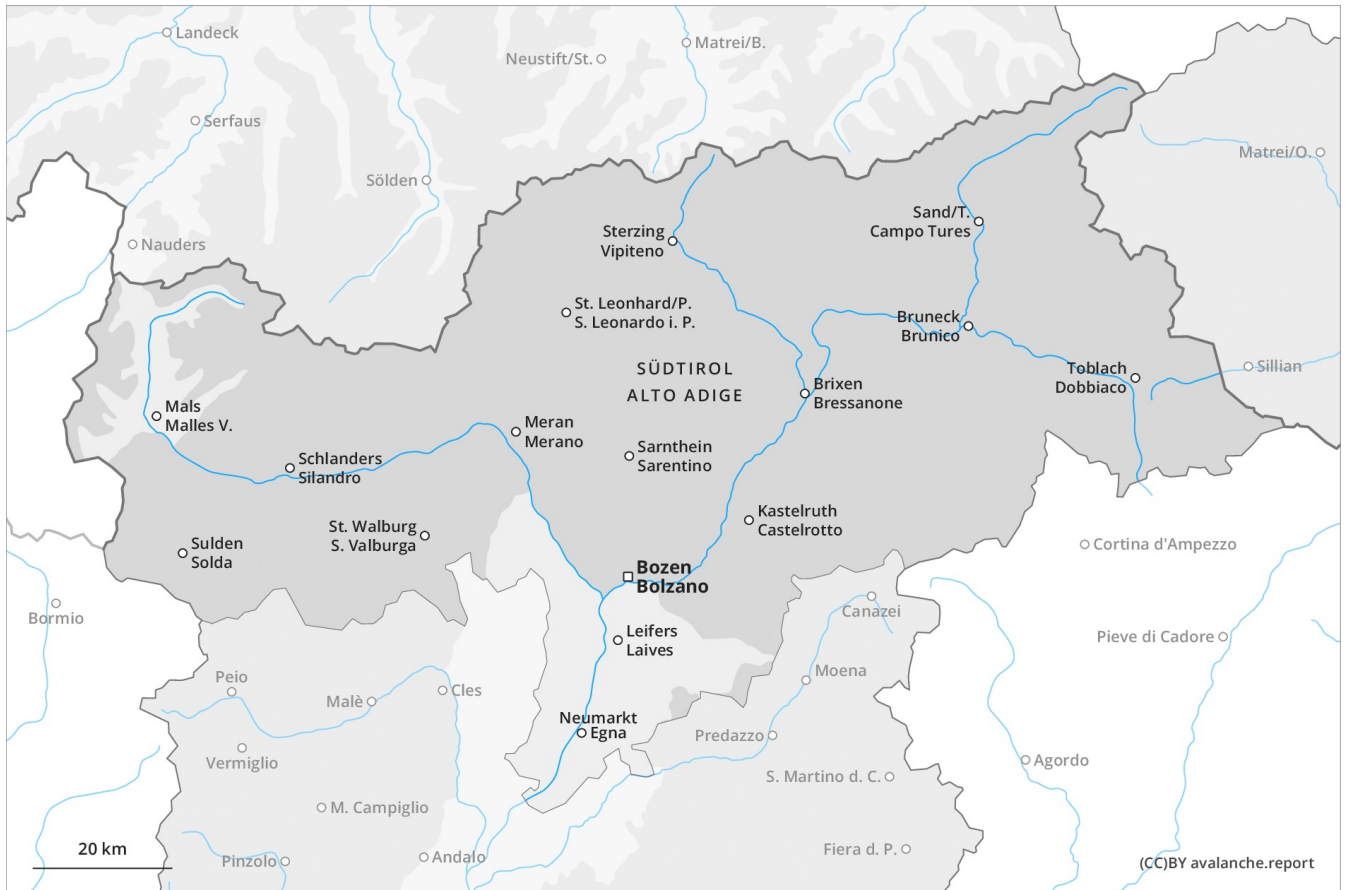 Landeck
Matrei/B.
Neustift/St.
Serfaus
Matrei/O.
Sölden
Sand/T.
Campo Tures
Sterzing
Vipiteno
Nauders
St. Leonhard/P.
S. Leonardo i. P.
Bruneck
Brunico
SÜDTIROL
ALTO ADIGE
Toblach
Dobbiaco
Sillian
Brixen
Bressanone
Mals
Malles V.
Meran
Merano
Sarnthein
Sarentino
Schlanders
Silandro
Kastelruth
Castelrotto
St. Walburg
S. Valburga
Sulden
Solda
Cortina d'Ampezzo
Bozen
Bolzano
Bormio
Canazei
Leifers
Laives
Pieve di Cadore
Peio
Moena
Malè
Cles
Neumarkt
Egna
Predazzo
Vermiglio
Agordo
S. Martino d. C.
M. Campiglio
20 km
Pinzolo
Andalo
Fiera d. P.
(CC)BY avalanche.report